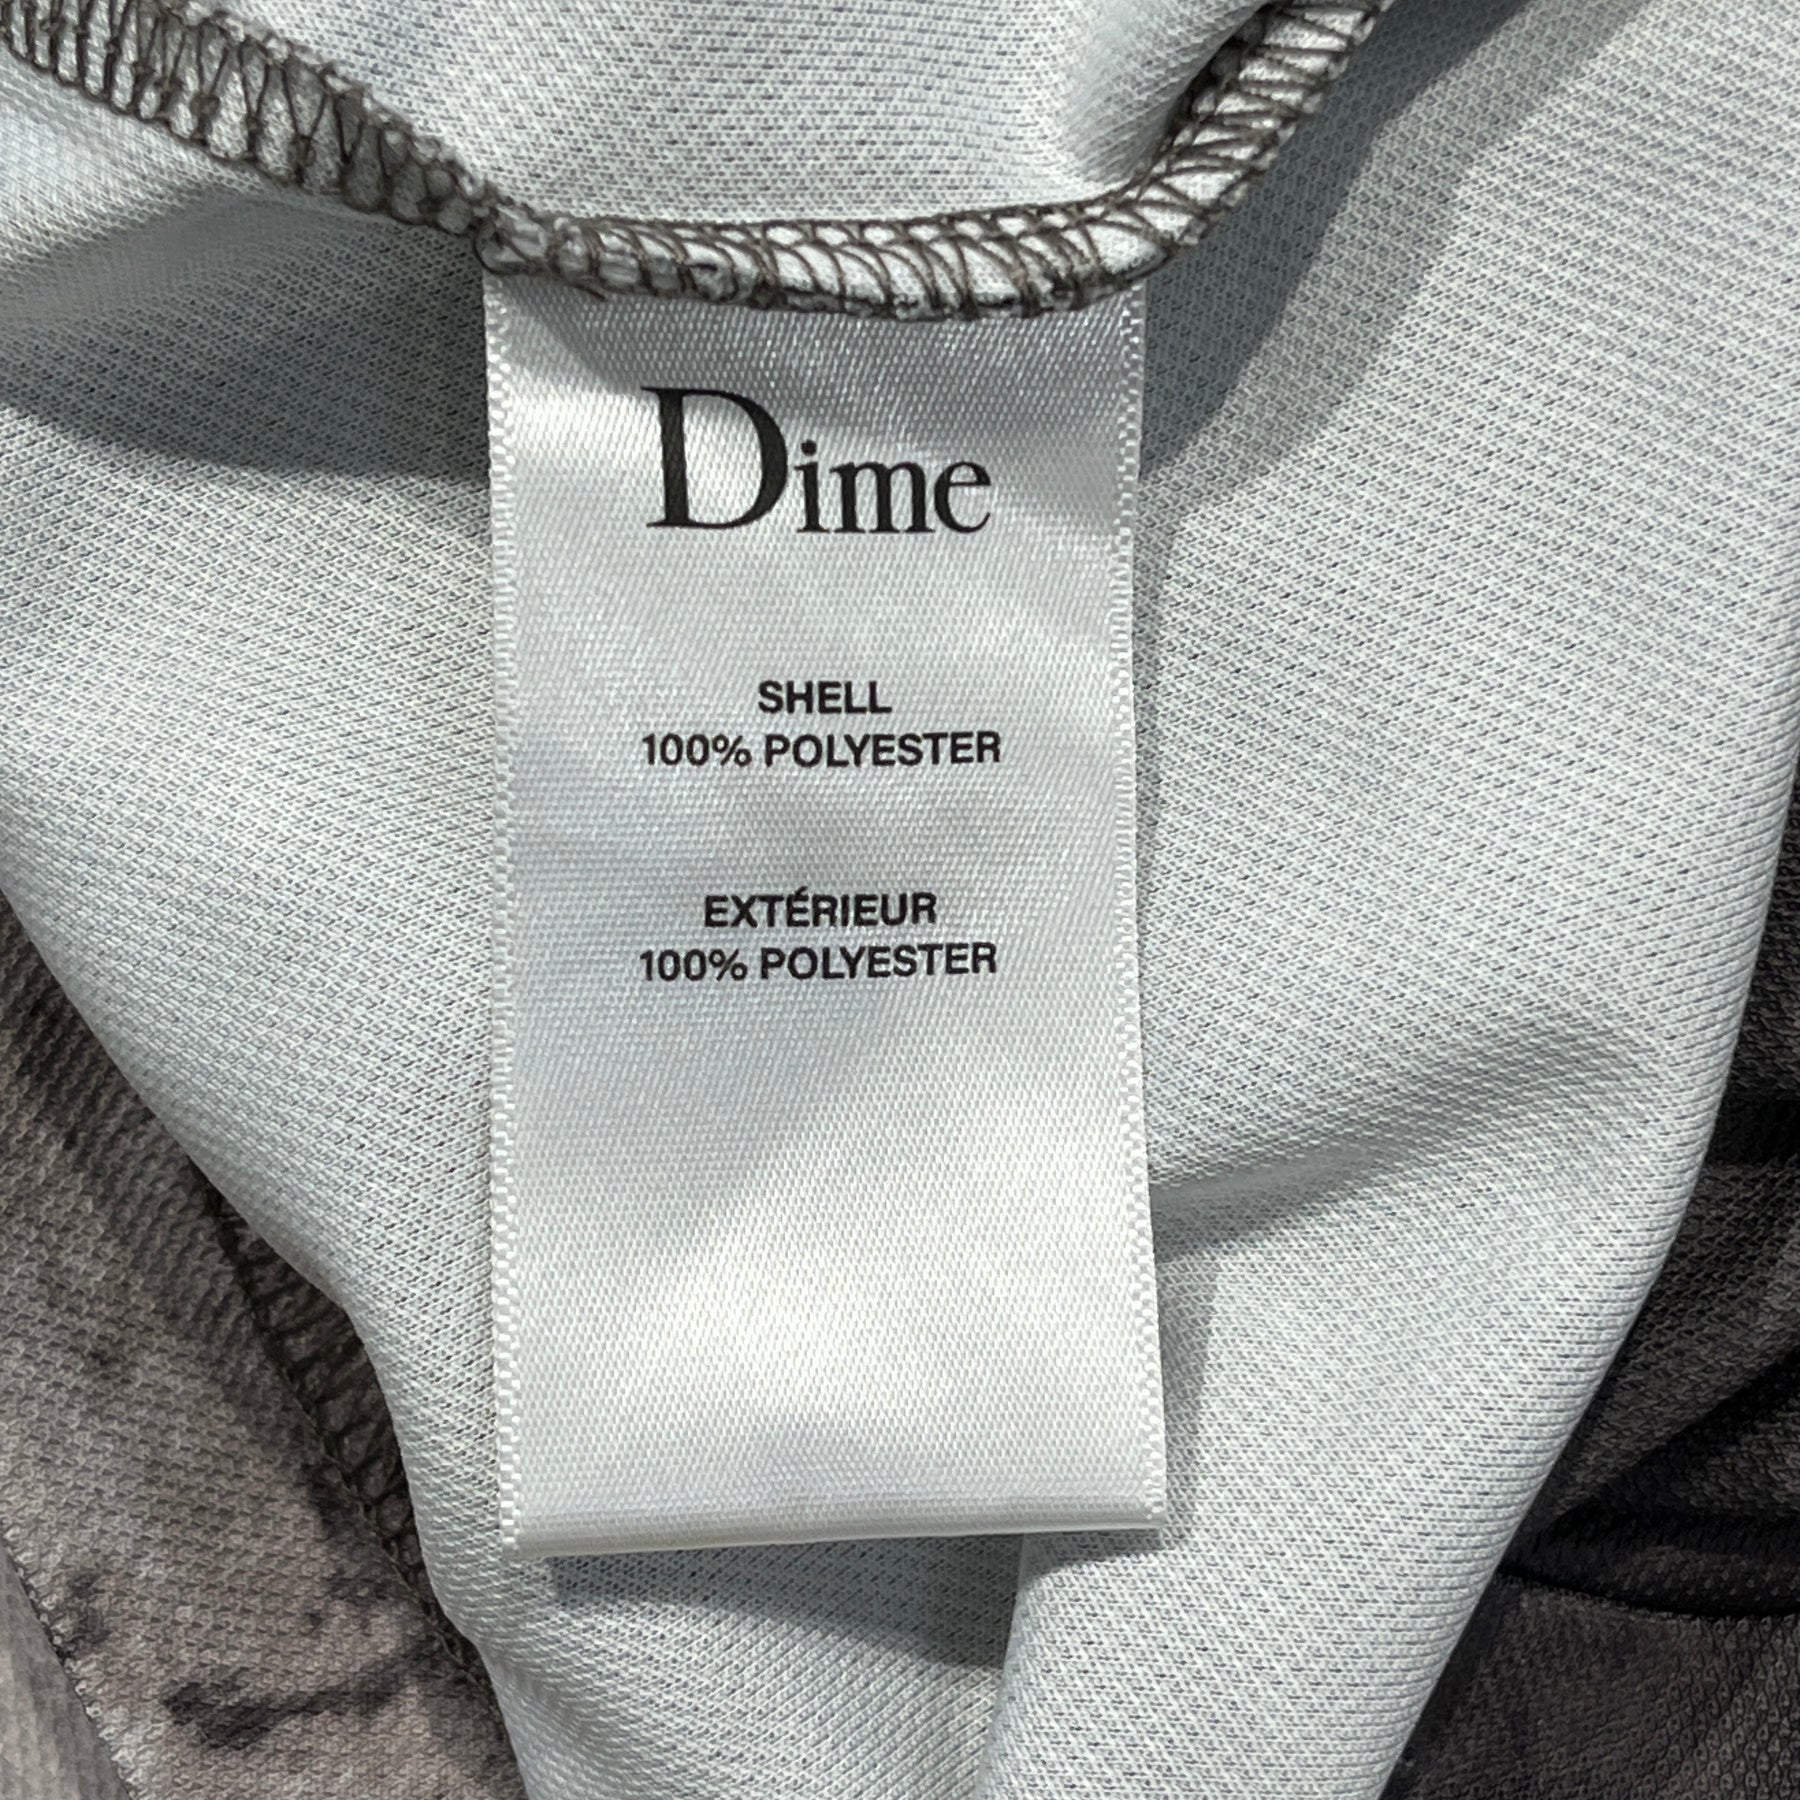 Dime
SHELL
100% POLYESTER
EXTÉRIEUR
100% POLYESTER